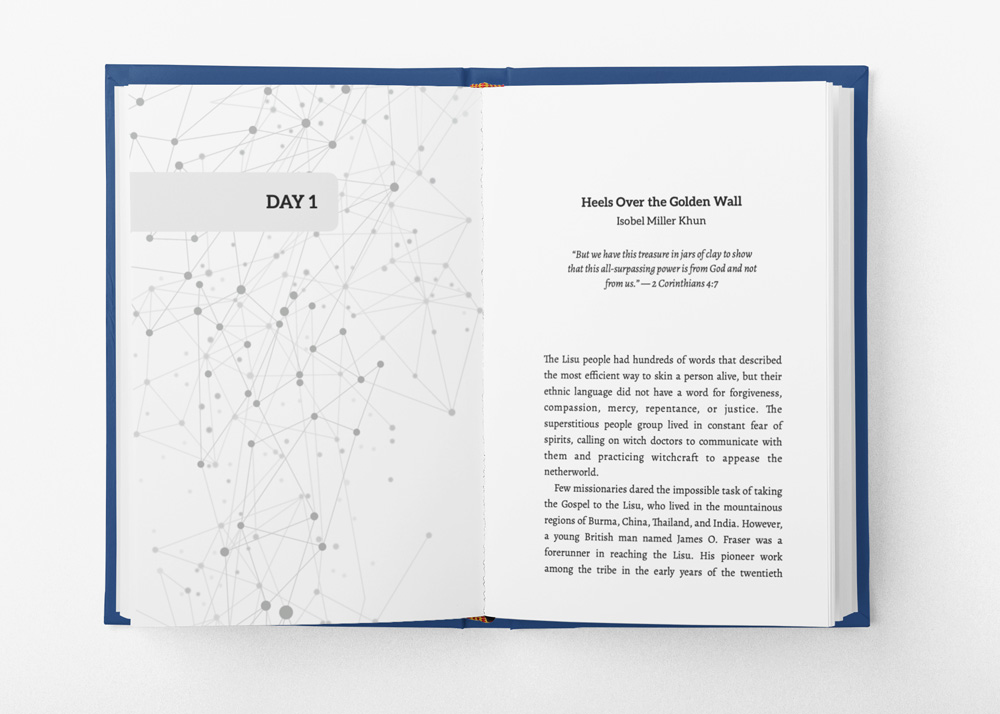 DAY 1
Heels Over the Golden Wall
Isobel Miller Khun
"But we have this treasure in jars of clay to show
that this all-surpassing power is from God and not
from us." — 2 Corinthians 4:7
The Lisu people had hundreds of words that described
the most efficient way to skin a person alive, but their
ethnic language did not have a word for forgiveness,
compassion, mercy, repentance, or justice. The
superstitious people group lived in constant fear of
spirits, calling on witch doctors to communicate with
them and practicing witchcraft to appease the
netherworld.
Few missionaries dared the impossible task of taking
the Gospel to the Lisu, who lived in the mountainous
regions of Burma, China, Thailand, and India. However,
a young British man named James O. Fraser was a
forerunner in reaching the Lisu. His pioneer work
among the tribe in the early years of the twentieth